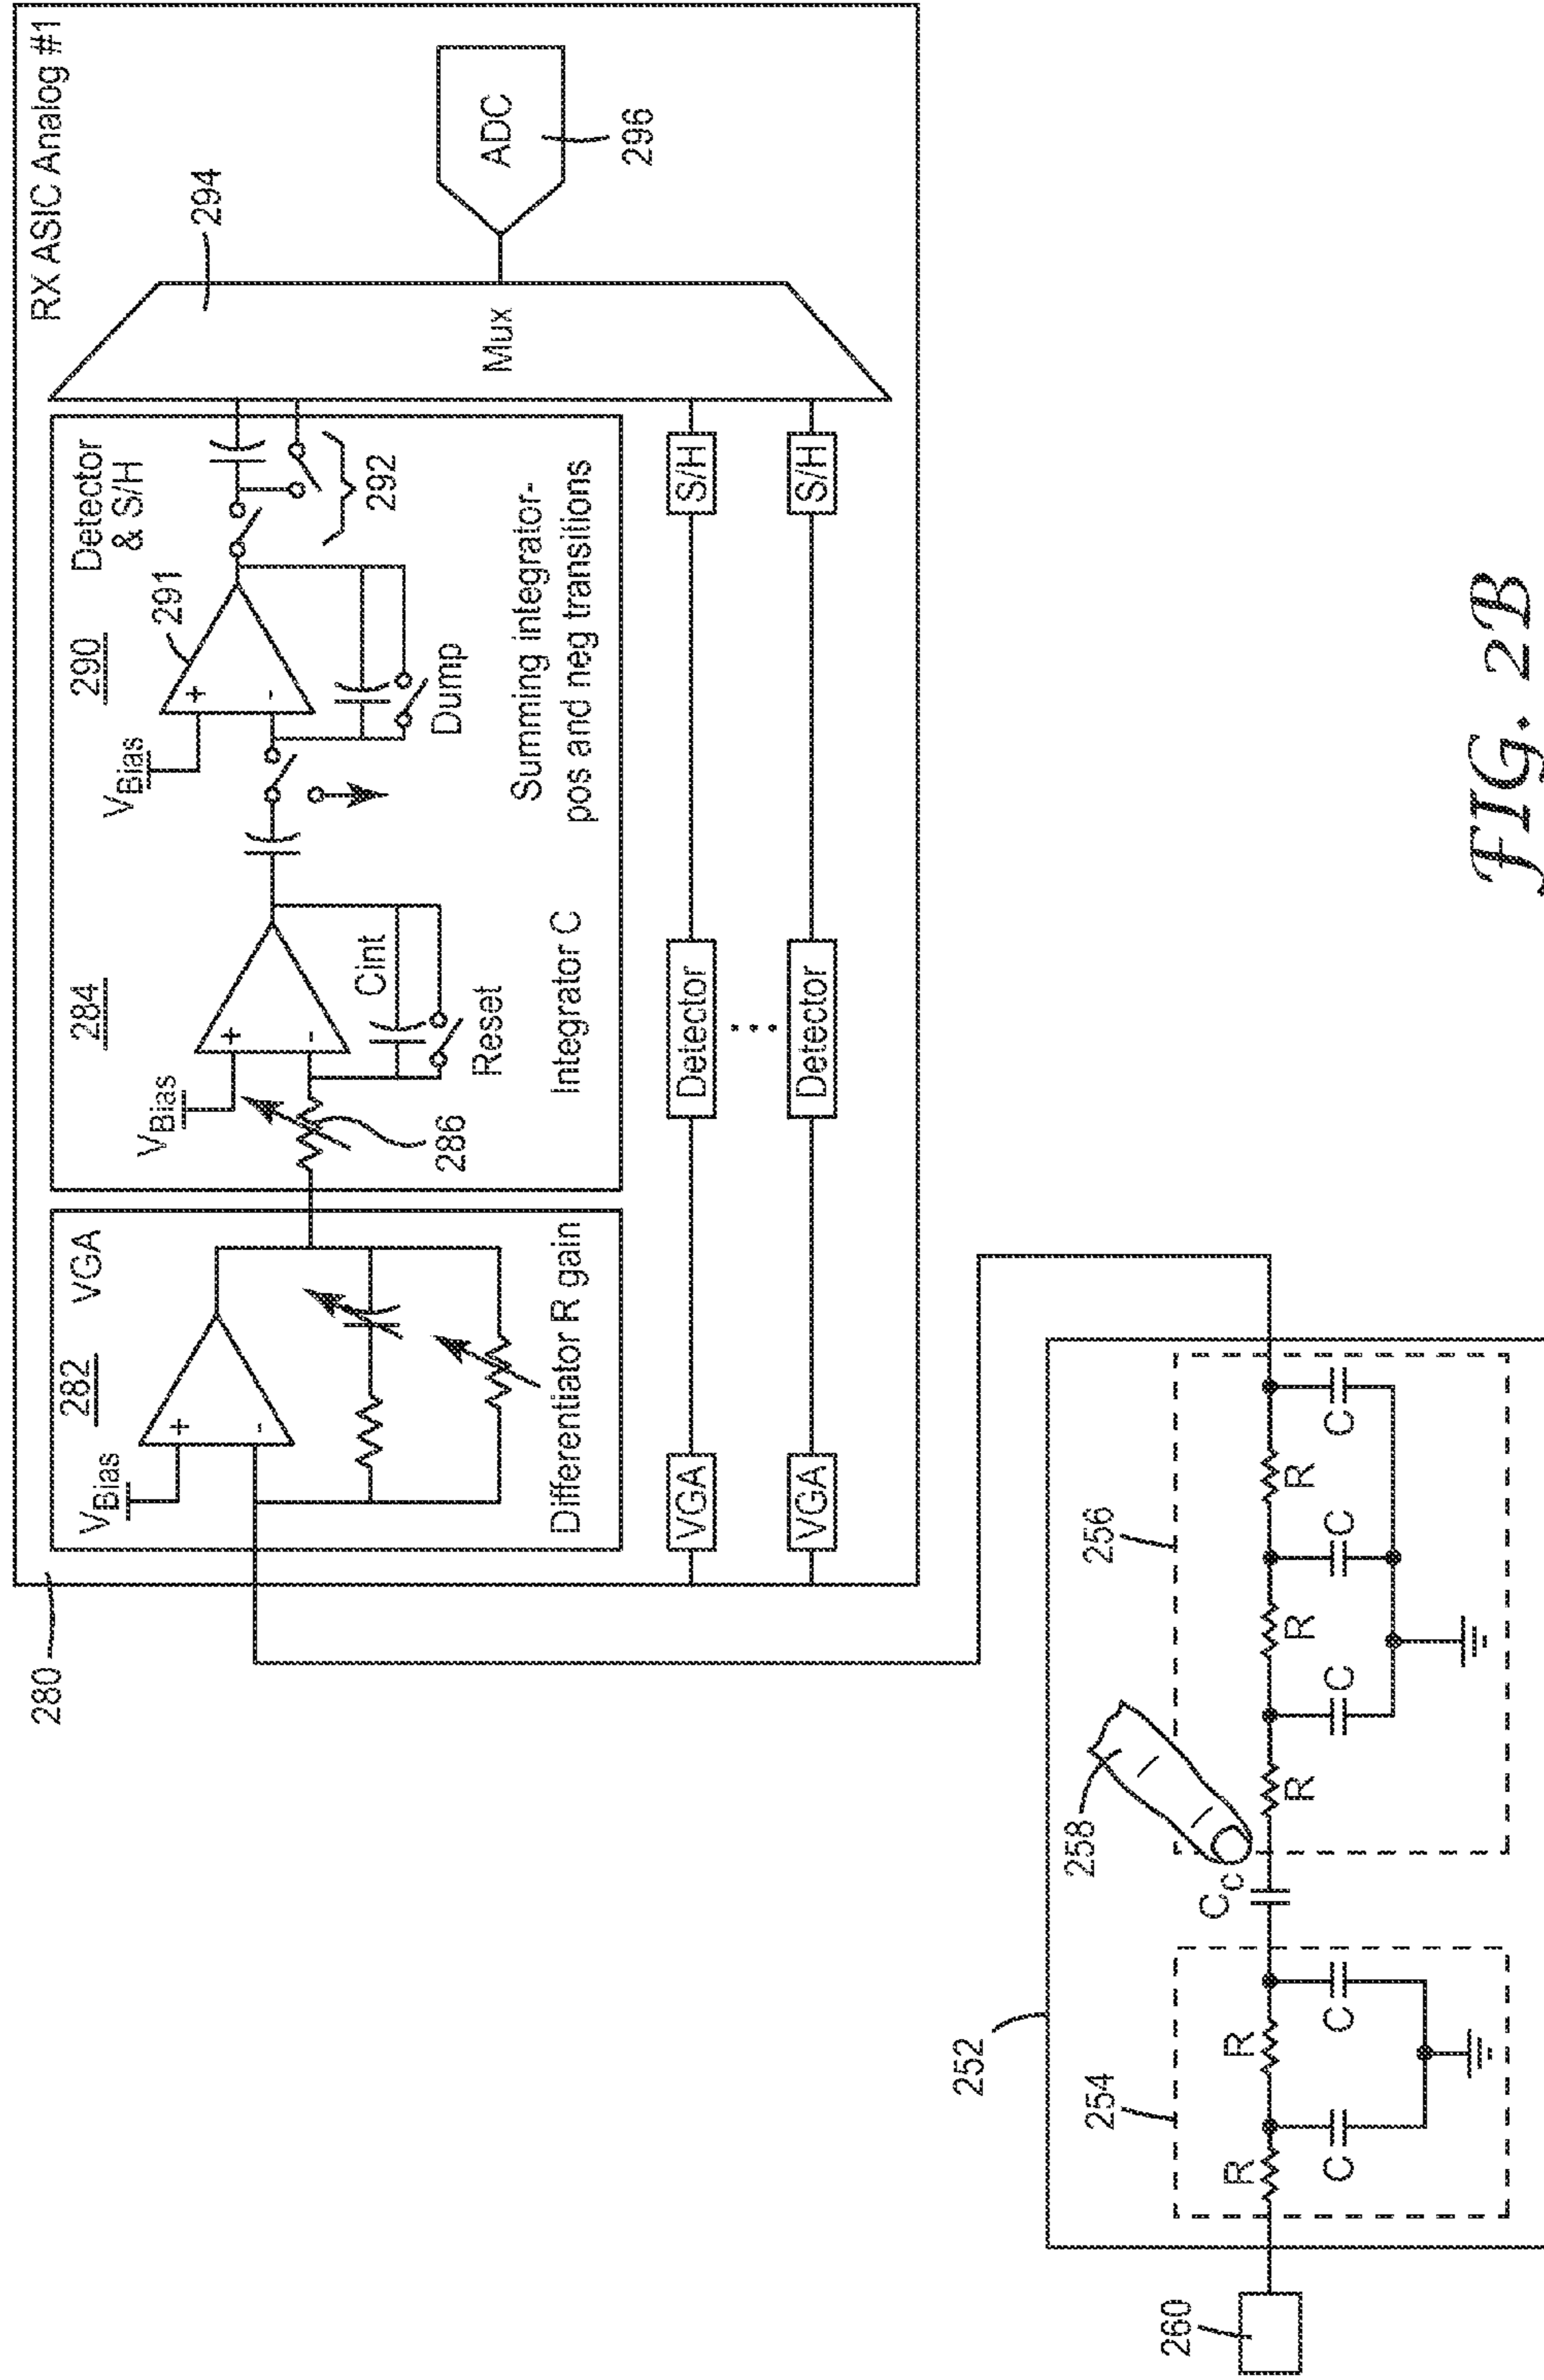 RX ASIC Analog #1
280
282
VGA
VBias
+
-
Differentiator R gain
284
VBias
+
-
286
Cint
Reset
Integrator C
290
VBias
+
-
291
Dump
Detector
& S/H
292
Summing integrator-
pos and neg transitions
294
Mux
ADC
296
VGA
Detector
S/H
VGA
Detector
S/H
260
252
254
R
R
C
C
CC
258
256
R
R
R
C
C
C
FIG. 2B